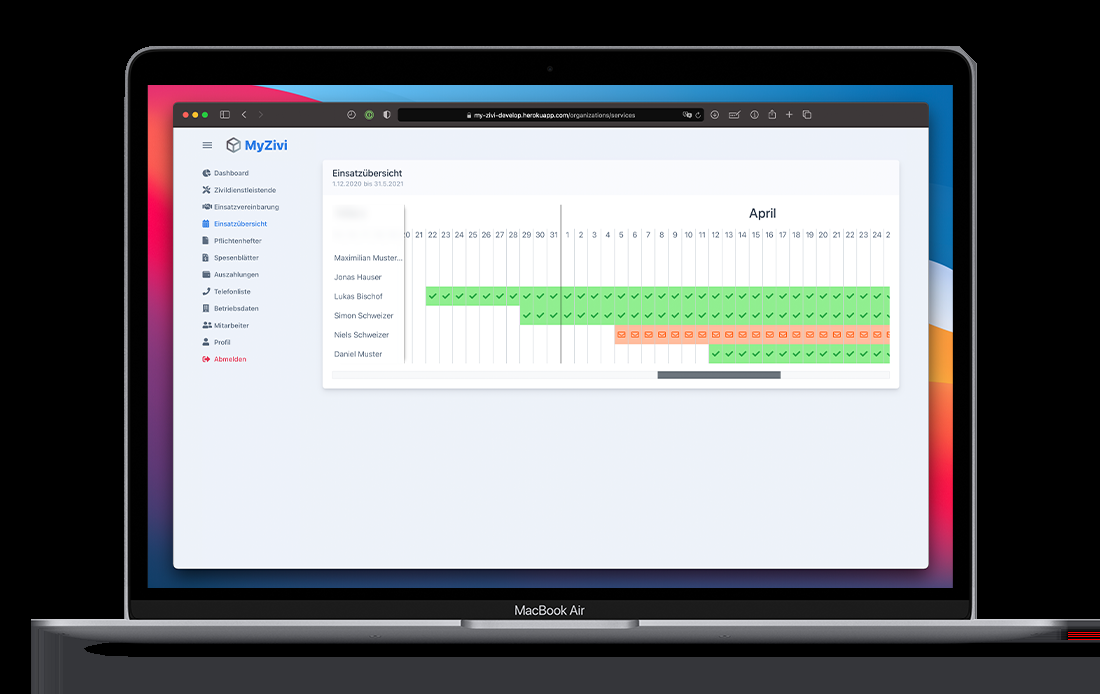 my-zivi-develop.herokuapp.com/organizations/services
MyZivi
Dashboard
Zivildienstleistende
Einsatzvereinbarung
Einsatzübersicht
Pflichtenhefter
Spesenblätter
Auszahlungen
Telefonliste
Betriebsdaten
Mitarbeiter
Profil
Abmelden
Einsatzübersicht
1.12.2020 bis 31.5.2021
April
20 21 22 23 24 25 26 27 28 29 30 31 1 2 3 4 5 6 7 8 9 10 11 12 13 14 15 16 17 18 19 20 21 22 23 24 2
Maximilian Muster...
Jonas Hauser
Lukas Bischof
Simon Schweizer
Niels Schweizer
Daniel Muster
MacBook Air